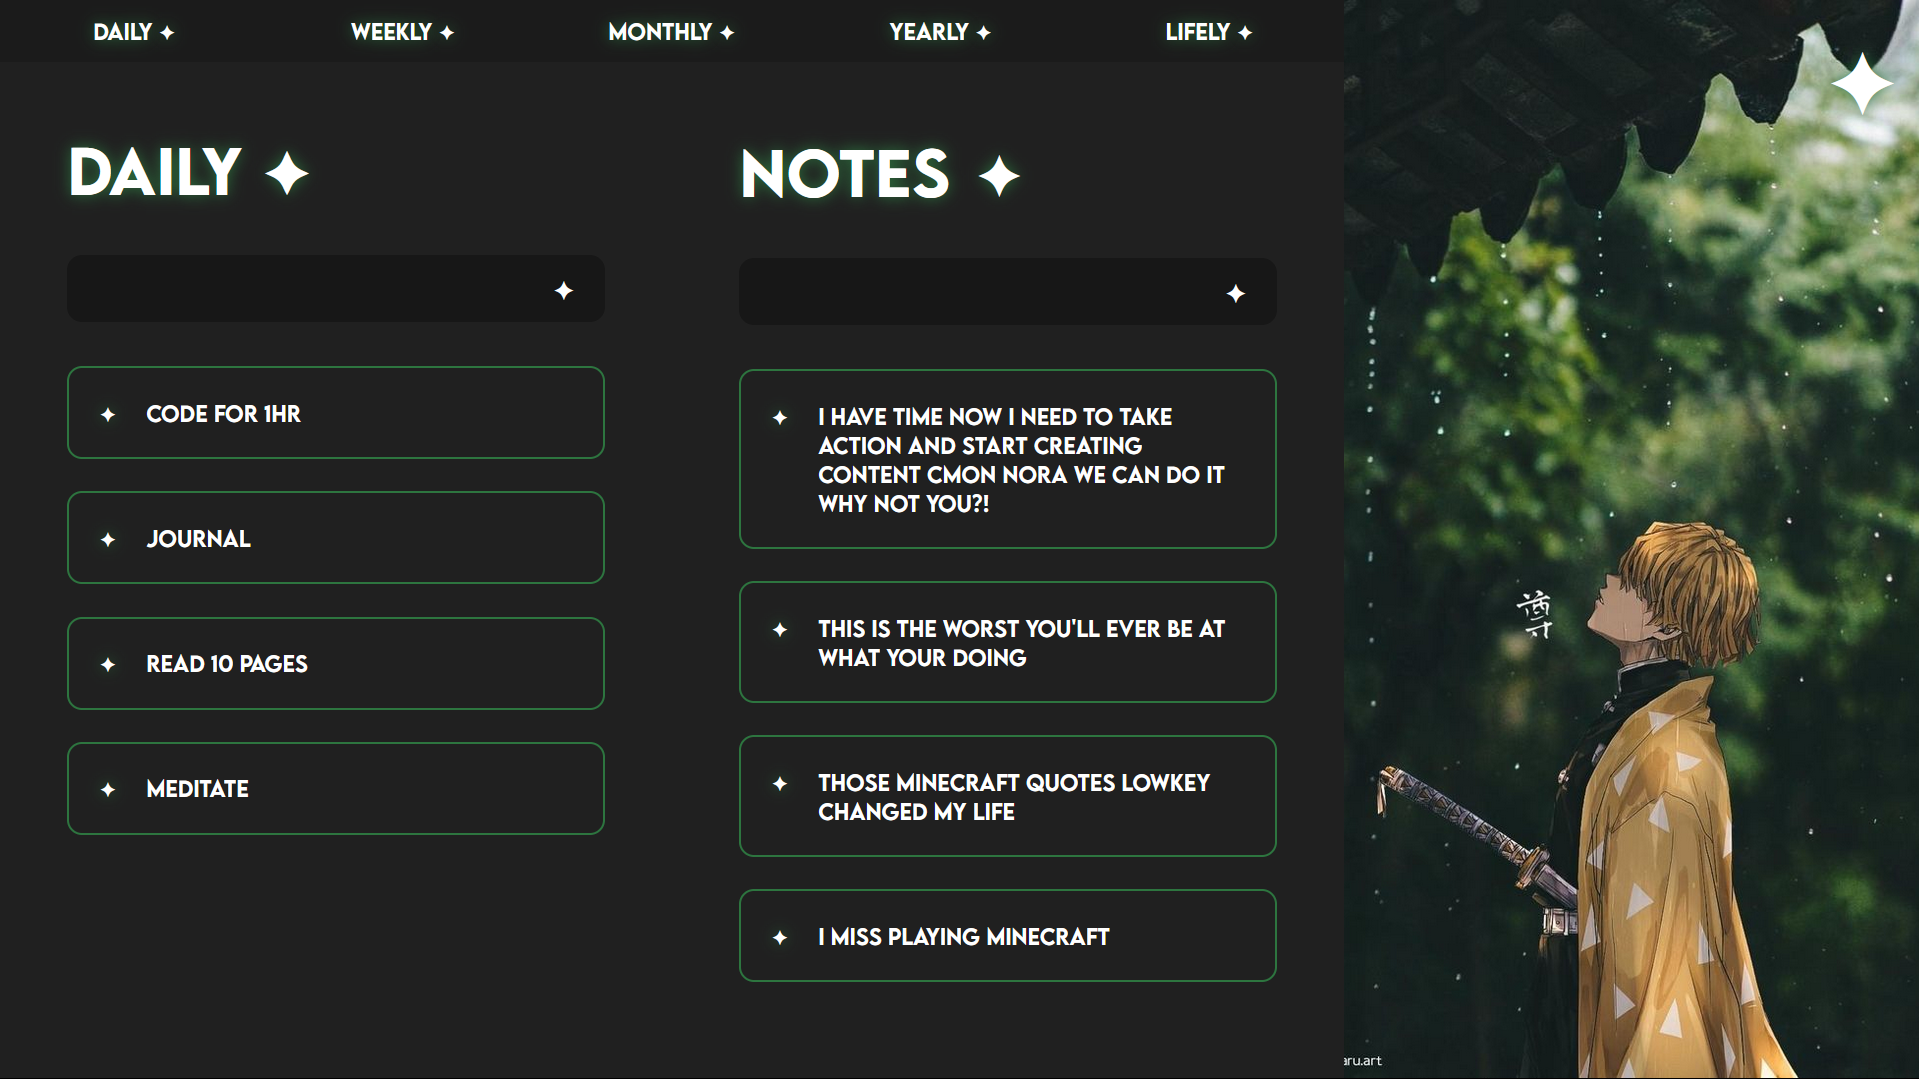 DAILY ✦
WEEKLY ✦
MONTHLY ✦
YEARLY ✦
LIFELY ✦
DAILY ✦
CODE FOR 1HR
JOURNAL
READ 10 PAGES
MEDITATE
NOTES ✦
I HAVE TIME NOW I NEED TO TAKE
ACTION AND START CREATING
CONTENT CMON NORA WE CAN DO IT
WHY NOT YOU?!
THIS IS THE WORST YOU'LL EVER BE AT
WHAT YOUR DOING
THOSE MINECRAFT QUOTES LOWKEY
CHANGED MY LIFE
I MISS PLAYING MINECRAFT
尊
aru.art